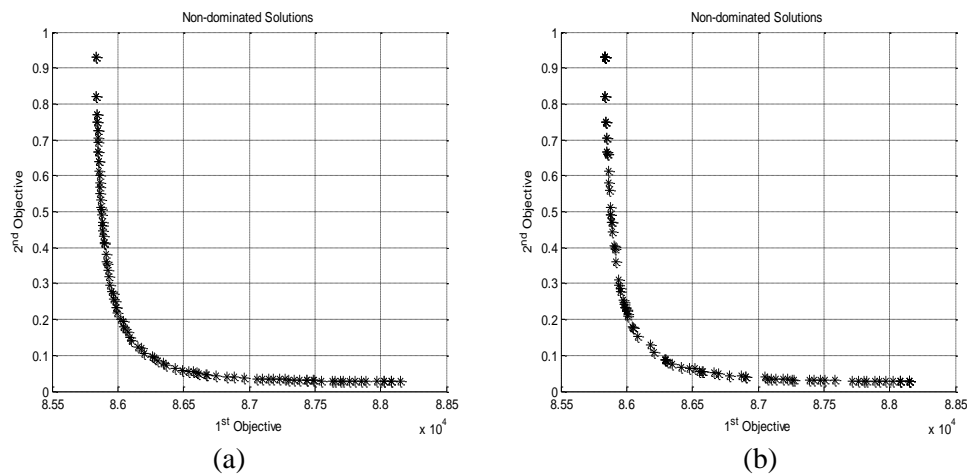 Non-dominated Solutions
1
0.9
0.8
0.7
0.6
0.5
0.4
0.3
0.2
0.1
0
2nd Objective
8.55 8.6 8.65 8.7 8.75 8.8 8.85
1st Objective
x 10^4
(a)
Non-dominated Solutions
1
0.9
0.8
0.7
0.6
0.5
0.4
0.3
0.2
0.1
0
2nd Objective
8.55 8.6 8.65 8.7 8.75 8.8 8.85
1st Objective
x 10^4
(b)